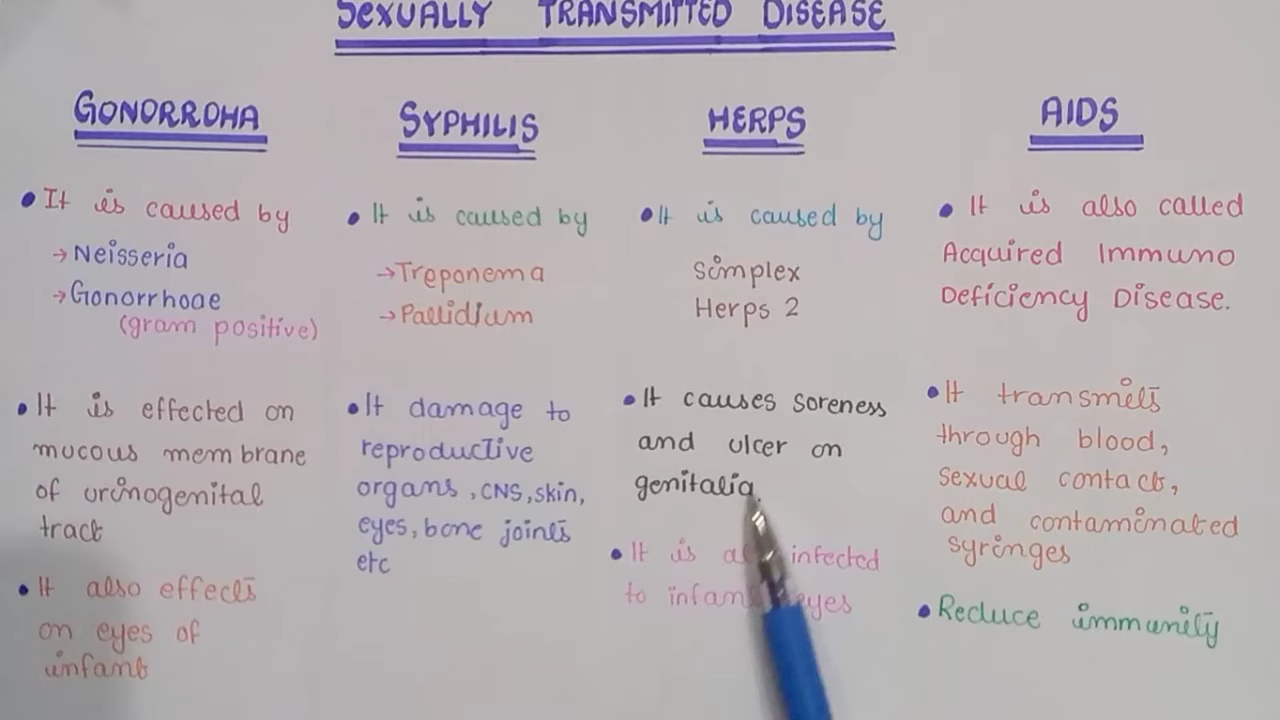 SEXUALLY TRANSMITTED DISEASE
GONORROHA
• It is caused by
→ Neisseria
→ Gonorrhoae
(gram positive)
• It is effected on
mucous membrane
of urinogenital
tract
• It also effects
on eyes of
infant
SYPHILIS
• It is caused by
→ Treponema
→ Pallidium
• It damage to
reproductive
organs, CNS, skin,
eyes, bone joints
etc
HERPS
• It is caused by
Simplex
Herps 2
• It causes soreness
and ulcer on
genitalia.
• It is infected
to eyes
AIDS
• It is also called
Acquired Immuno
Deficiency Disease.
• It transmits
through blood,
sexual contact,
and contaminated
syringes
• Reduce immunity